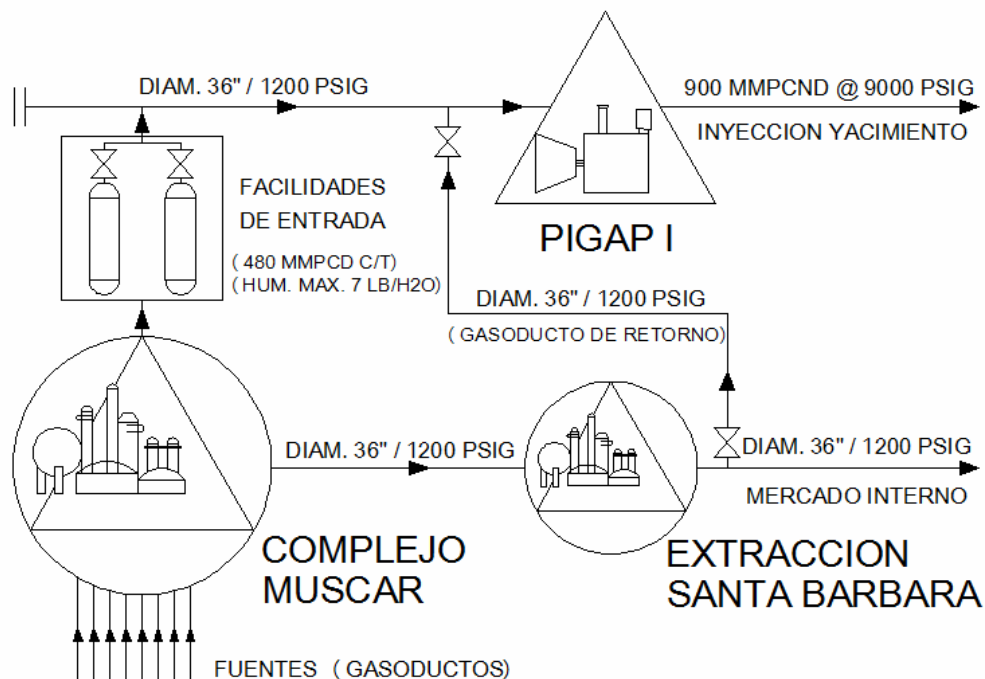 DIAM. 36" / 1200 PSIG
900 MMPCND @ 9000 PSIG
INYECCION YACIMIENTO
FACILIDADES
DE ENTRADA
( 480 MMPCD C/T)
( HUM. MAX. 7 LB/H2O)
PIGAP I
DIAM. 36" / 1200 PSIG
( GASODUCTO DE RETORNO)
DIAM. 36" / 1200 PSIG
DIAM. 36" / 1200 PSIG
MERCADO INTERNO
COMPLEJO
MUSCAR
EXTRACCION
SANTA BARBARA
FUENTES ( GASODUCTOS)